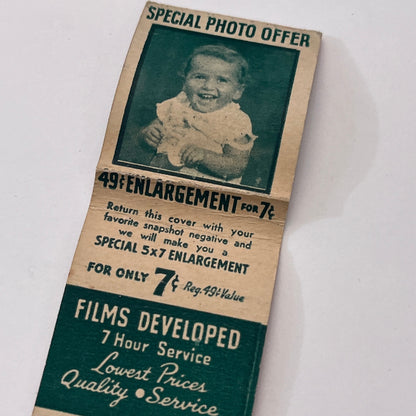 SPECIAL PHOTO OFFER
49¢ ENLARGEMENT FOR 7¢
Return this cover with your
favorite snapshot negative and
we will make you a
SPECIAL 5x7 ENLARGEMENT
FOR ONLY 7¢ Reg. 49¢ Value
FILMS DEVELOPED
7 Hour Service
Lowest Prices
Quality • Service